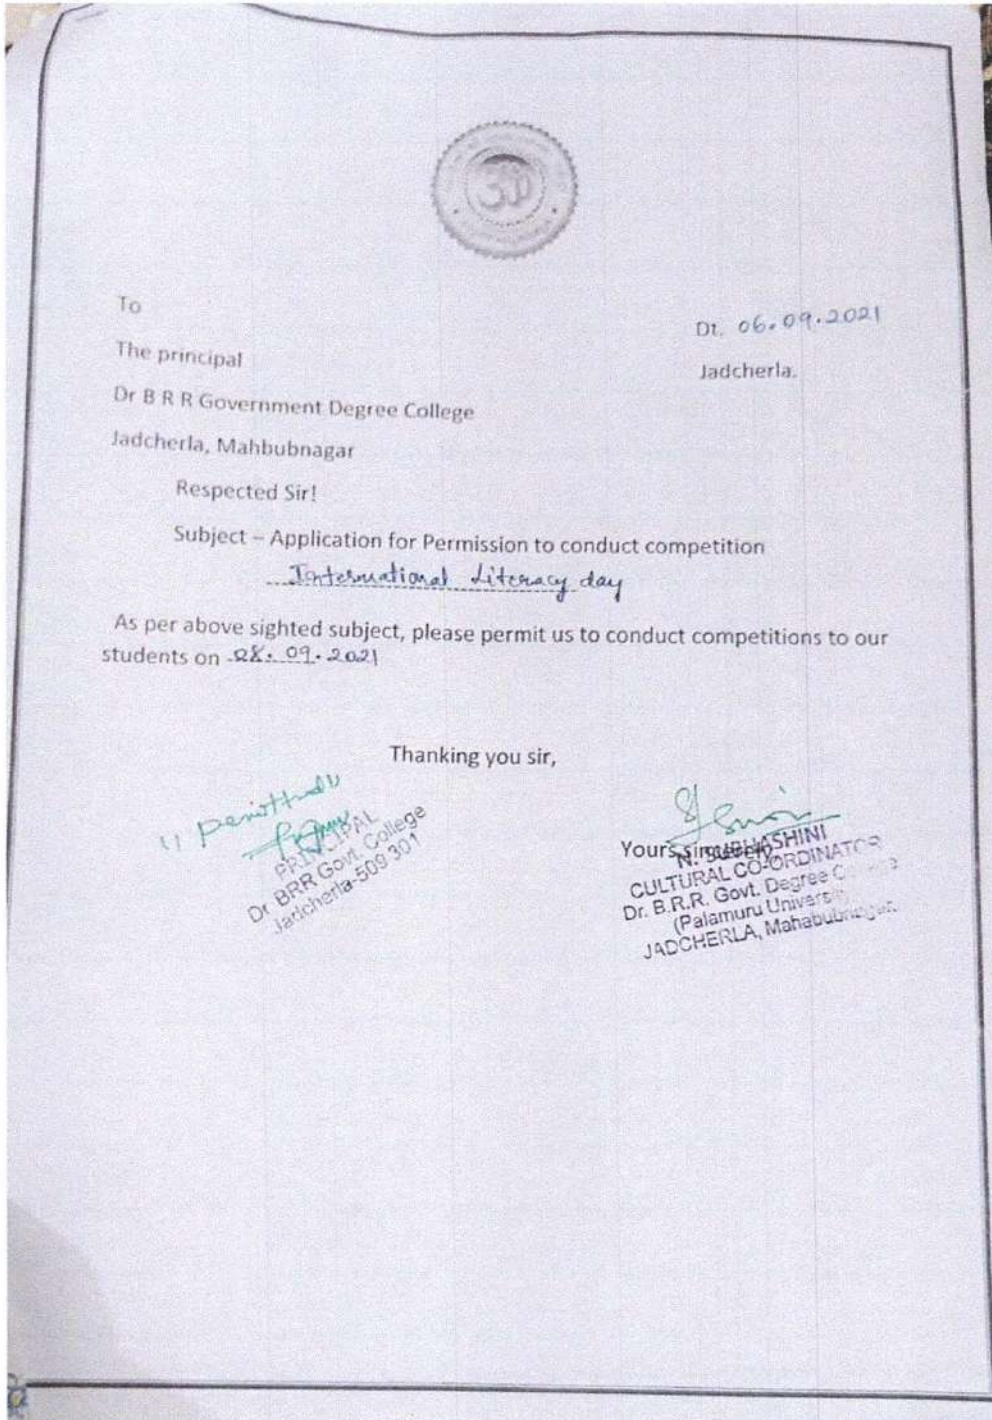 To
Dt. 06.09.2021
The principal
Jadcherla.
Dr B R R Government Degree College
Jadcherla, Mahbubnagar
Respected Sir!
Subject – Application for Permission to conduct competition
International Literacy day
As per above sighted subject, please permit us to conduct competitions to our
students on 09.2021
Thanking you sir,
PRINCIPAL
Dr. BRR Govt. College
Jadcherla-509 301
Yours sincerely
N. SUBHASHINI
CULTURAL CO-ORDINATOR
Dr. B.R.R. Govt. Degree
(Palamuru University
JADCHERLA, Mahabubnagar.